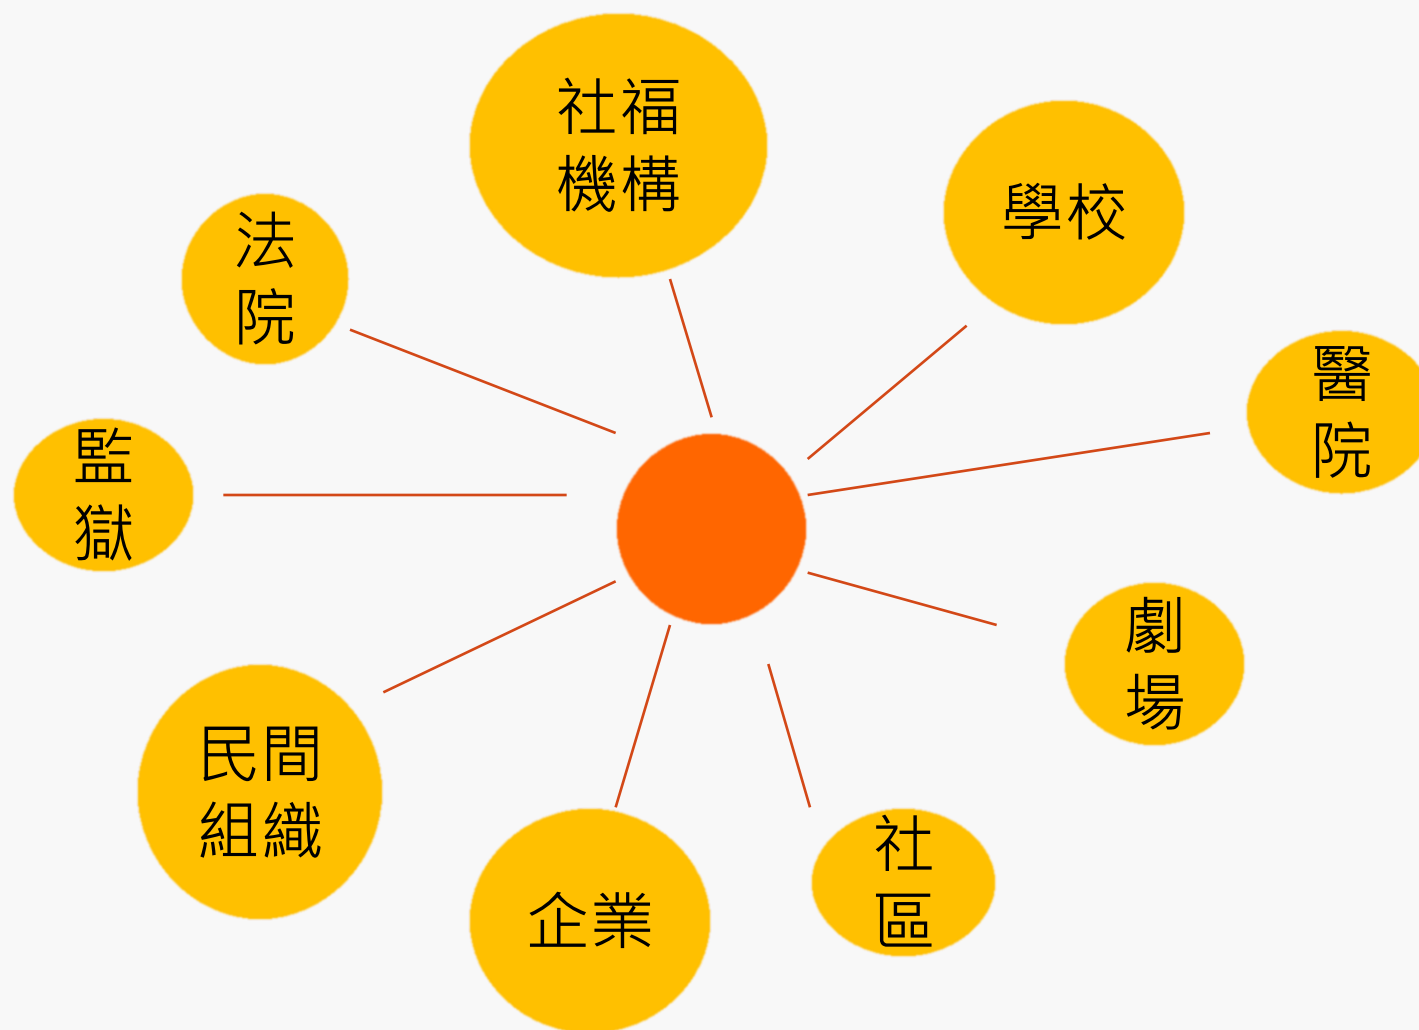 社福
機構
學校
法
院
醫
院
監
獄
劇
場
民間
組織
社
區
企業